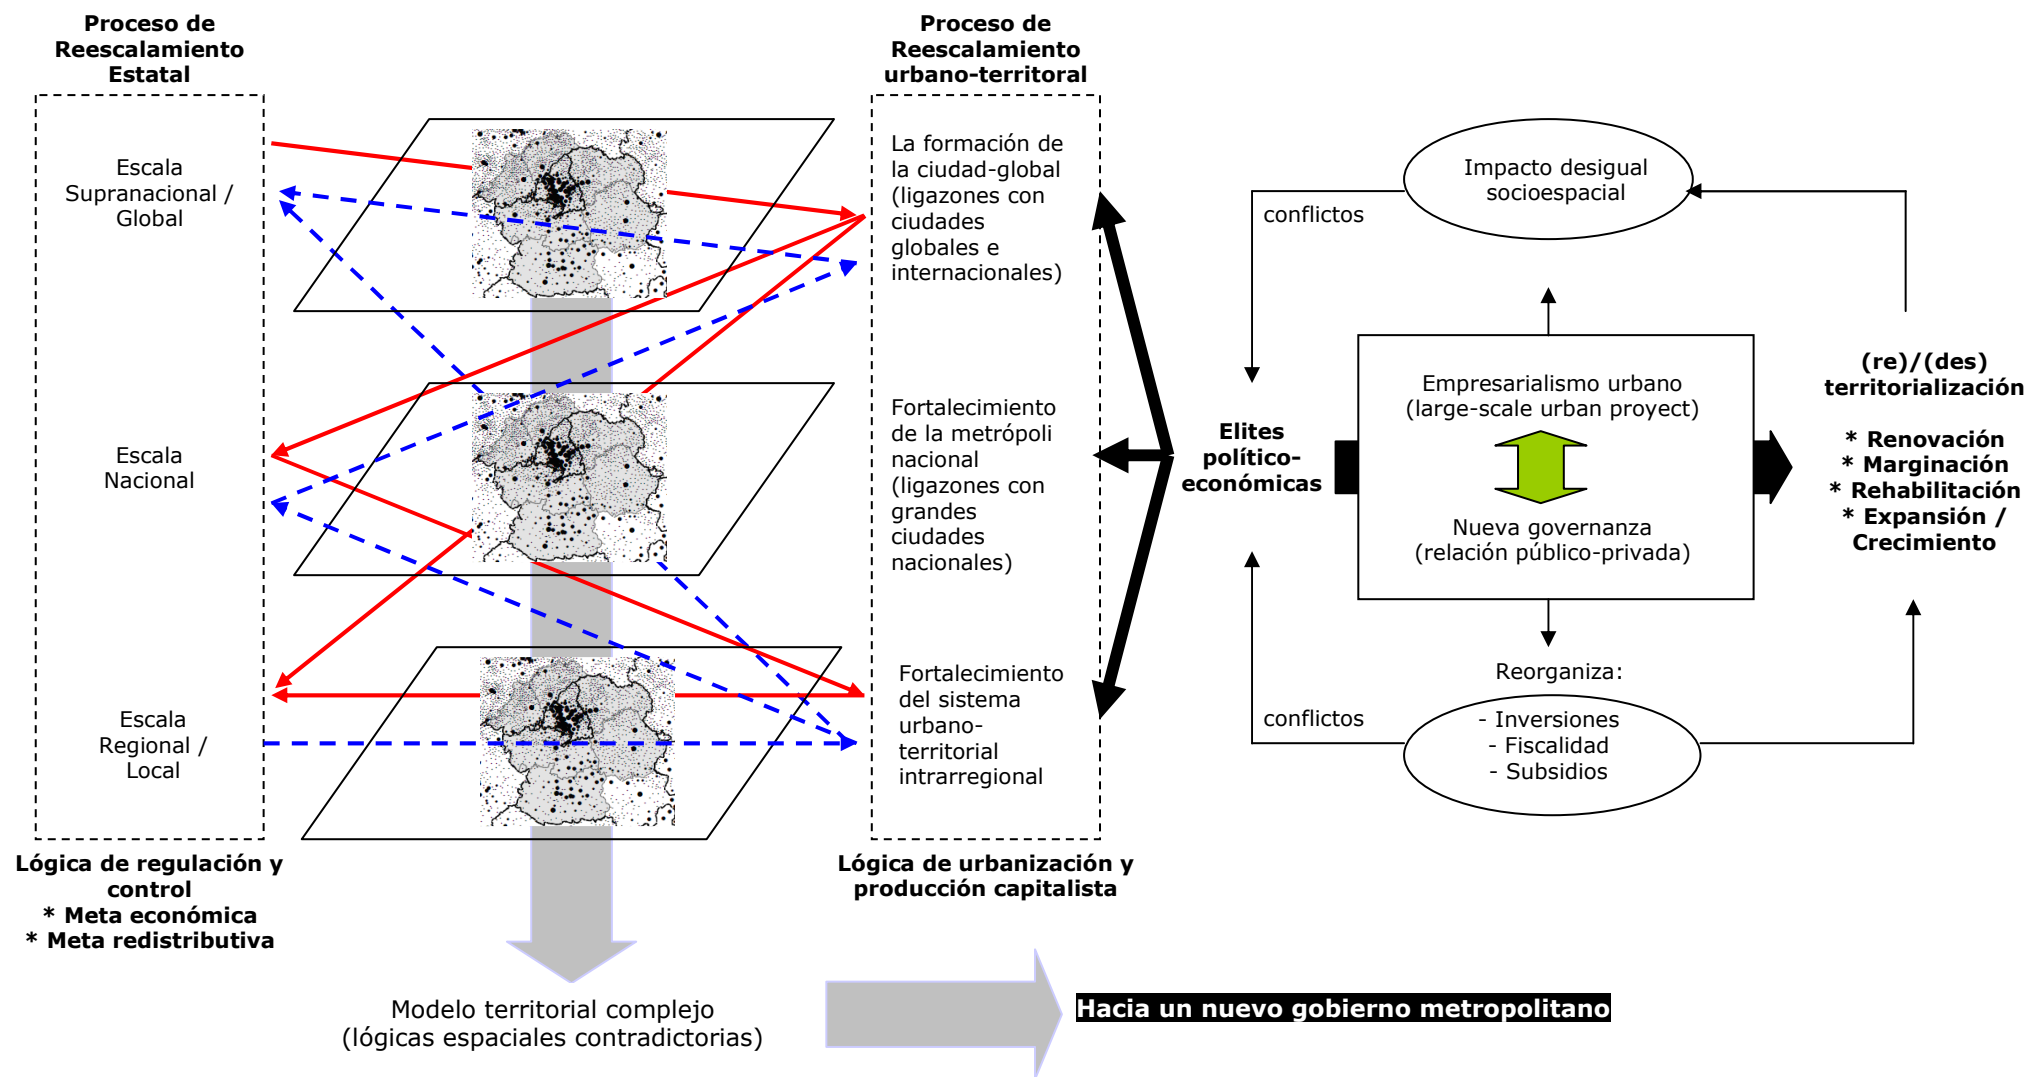 Proceso de
Reescalamiento
Estatal
Escala
Supranacional /
Global
Escala
Nacional
Escala
Regional /
Local
Lógica de regulación y
control
* Meta económica
* Meta redistributiva
Proceso de
Reescalamiento
urbano-territoral
La formación de
la ciudad-global
(ligazones con
ciudades
globales e
internacionales)
Fortalecimiento
de la metrópoli
nacional
(ligazones con
grandes
ciudades
nacionales)
Fortalecimiento
del sistema
urbano-
territorial
intrarregional
Lógica de urbanización y
producción capitalista
Elites
político-
económicas
conflictos
Impacto desigual
socioespacial
Empresarialismo urbano
(large-scale urban proyect)
Nueva governanza
(relación público-privada)
Reorganiza:
- Inversiones
- Fiscalidad
- Subsidios
conflictos
(re)/(des)
territorialización
* Renovación
* Marginación
* Rehabilitación
* Expansión /
Crecimiento
Modelo territorial complejo
(lógicas espaciales contradictorias)
Hacia un nuevo gobierno metropolitano